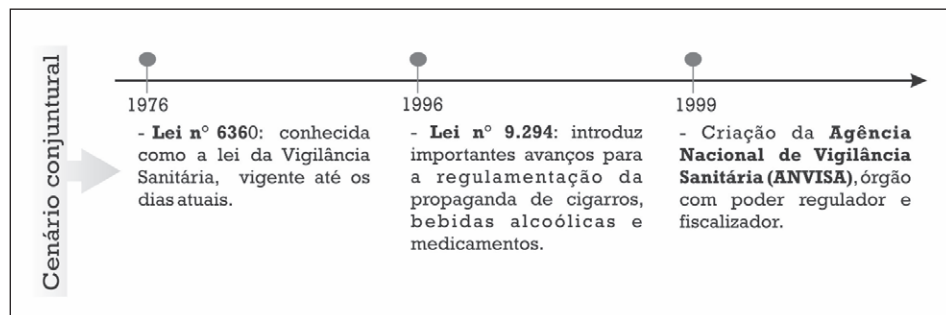 Cenário conjuntural
1976
- Lei n° 6360: conhecida
como a lei da Vigilância
Sanitária, vigente até os
dias atuais.
1996
- Lei n° 9.294: introduz
importantes avanços para
a regulamentação da
propaganda de cigarros,
bebidas alcoólicas e
medicamentos.
1999
- Criação da Agência
Nacional de Vigilância
Sanitária (ANVISA), órgão
com poder regulador e
fiscalizador.